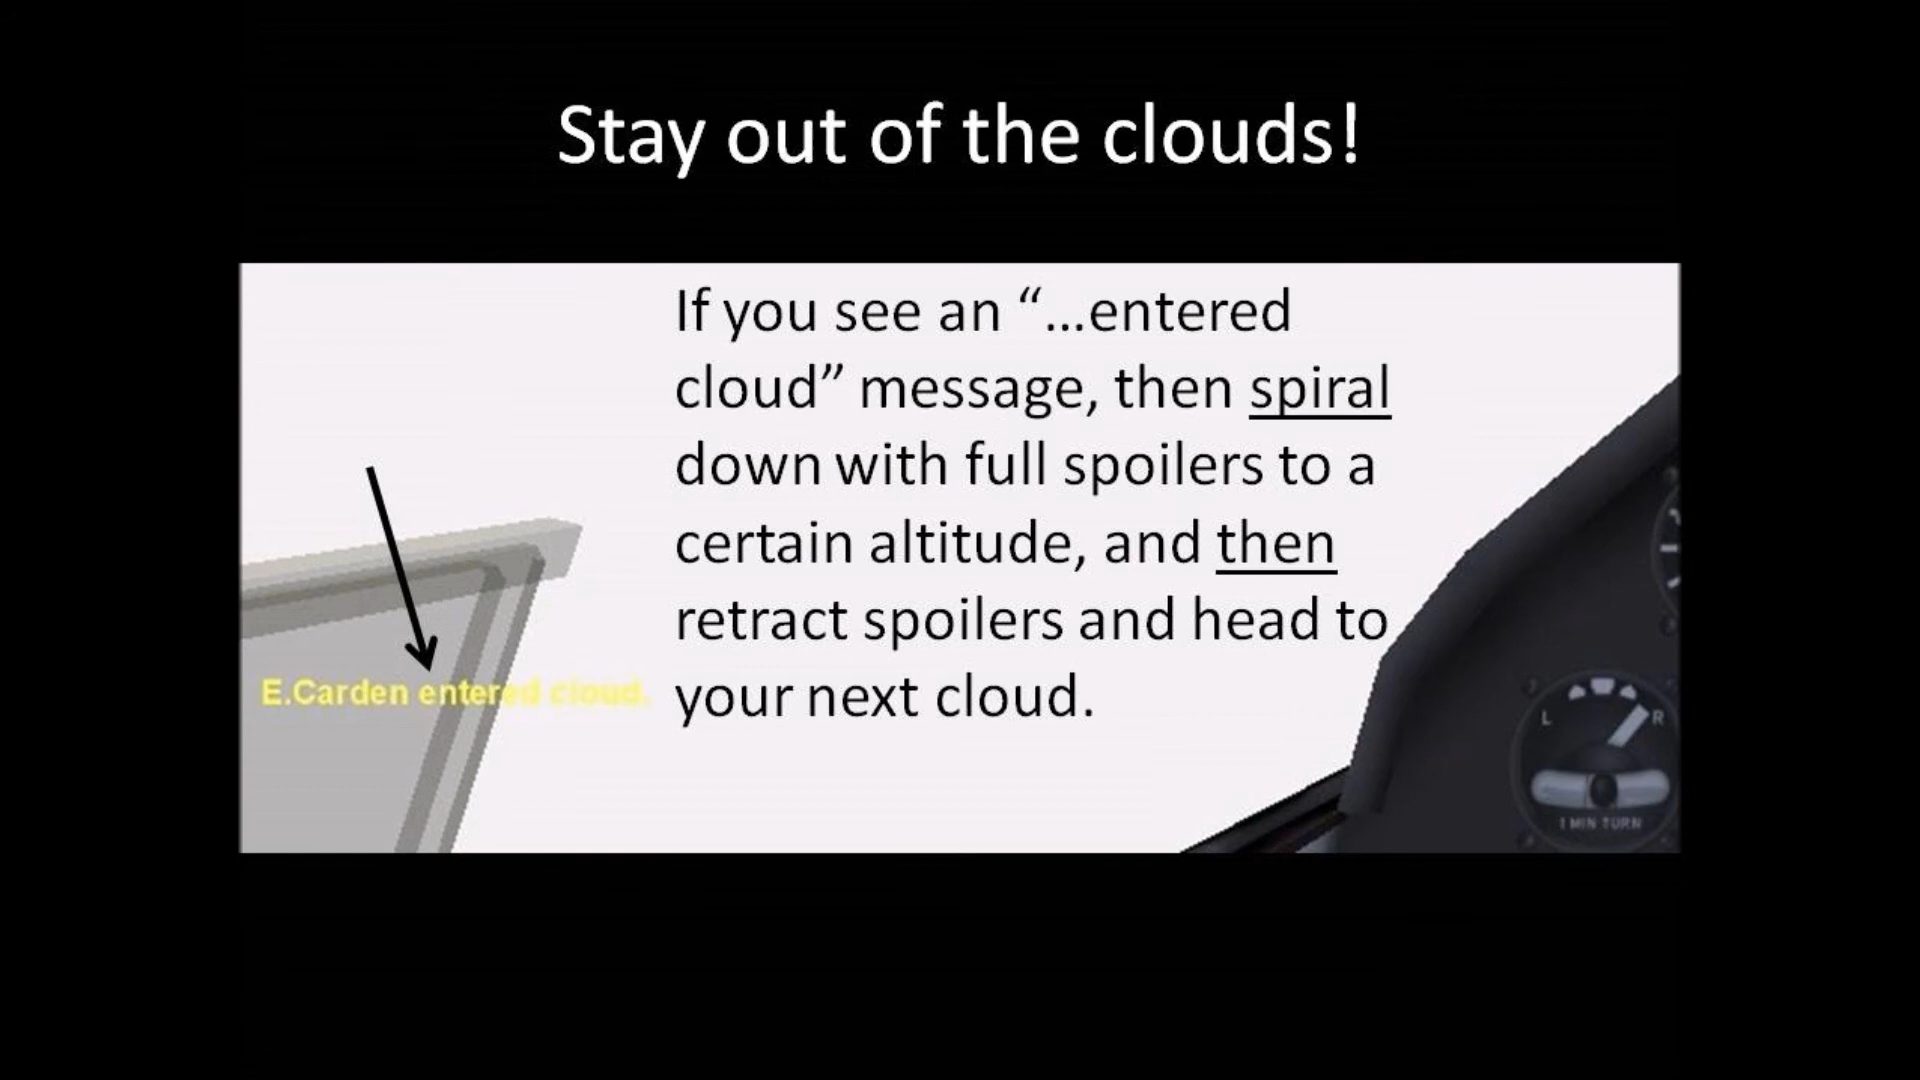 Stay out of the clouds!
If you see an “...entered
cloud” message, then spiral
down with full spoilers to a
certain altitude, and then
retract spoilers and head to
your next cloud.
E.Carden entered cloud.
L R
1 MIN TURN